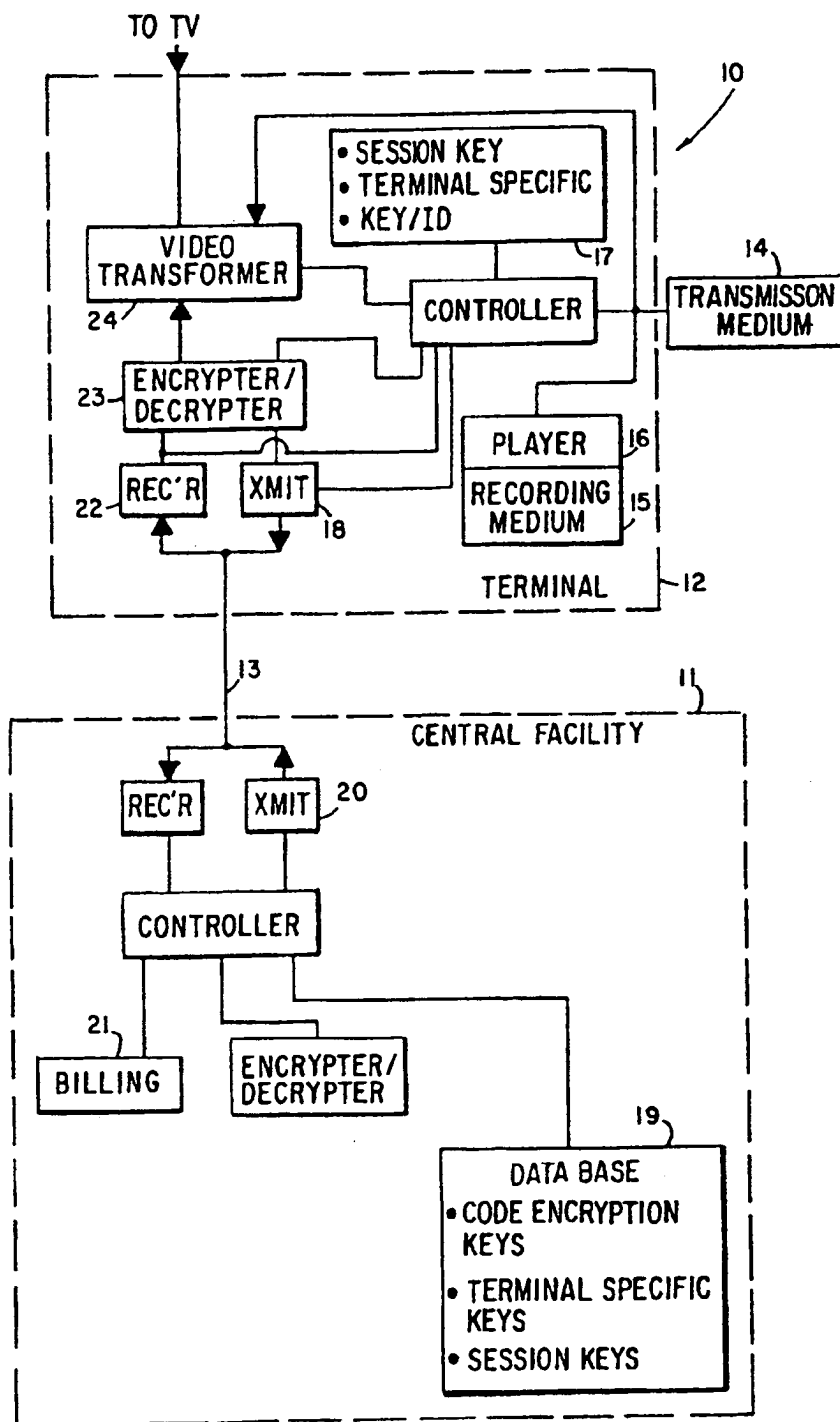 TO TV
10
• SESSION KEY
• TERMINAL SPECIFIC
• KEY/ID
17
VIDEO
TRANSFORMER
24
CONTROLLER
14
TRANSMISSON
MEDIUM
23
ENCRYPTER/
DECRYPTER
PLAYER
16
RECORDING
MEDIUM
15
22
REC'R
XMIT
18
TERMINAL
12
13
11
CENTRAL FACILITY
REC'R
XMIT
20
CONTROLLER
21
BILLING
ENCRYPTER/
DECRYPTER
19
DATA BASE
• CODE ENCRYPTION
KEYS
• TERMINAL SPECIFIC
KEYS
• SESSION KEYS